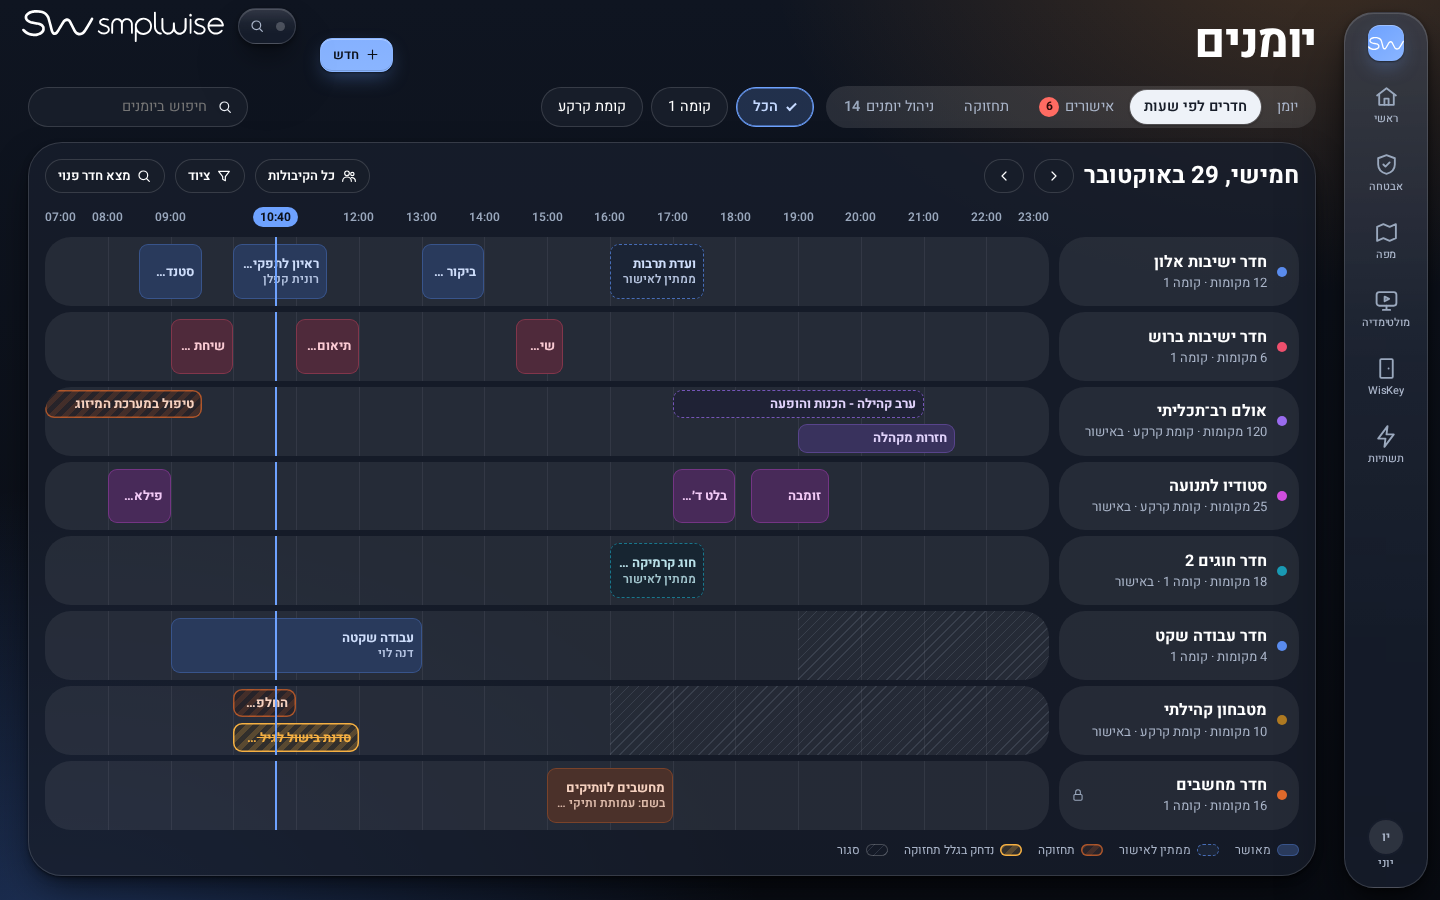 smplwise
יומנים
חדש
SW
ראשי
אבטחה
מפה
מולטימדיה
WisKey
תשתיות
יו
יוני
יומן
חדרים לפי שעות
אישורים 6
תחזוקה
ניהול יומנים 14
הכל
קומה 1
קומת קרקע
חיפוש ביומנים
חמישי, 29 באוקטובר
כל הקיבולות
ציוד
מצא חדר פנוי
07:00 08:00 09:00 10:40 12:00 13:00 14:00 15:00 16:00 17:00 18:00 19:00 20:00 21:00 22:00 23:00
חדר ישיבות אלון
12 מקומות · קומה 1
סטנד...
ראיון לתפקי...
רונית קפלן
ביקור ...
ועדת תרבות
ממתין לאישור
חדר ישיבות ברוש
6 מקומות · קומה 1
שיחת ...
תיאום...
שי...
אולם רב־תכליתי
120 מקומות · קומת קרקע · באישור
טיפול במערכת המיזוג
ערב קהילה - הכנות והופעה
חזרות מקהלה
סטודיו לתנועה
25 מקומות · קומת קרקע · באישור
פילא...
בלט ד׳...
זומבה
חדר חוגים 2
18 מקומות · קומה 1 · באישור
חוג קרמיקה ...
ממתין לאישור
חדר עבודה שקט
4 מקומות · קומה 1
עבודה שקטה
דנה לוי
מטבחון קהילתי
10 מקומות · קומת קרקע · באישור
החלפ...
סדנת בישול לגיל...
חדר מחשבים
16 מקומות · קומה 1
מחשבים לוותיקים
בשם: עמותת ותיקי ...
מאושר
ממתין לאישור
תחזוקה
נדחק בגלל תחזוקה
סגור